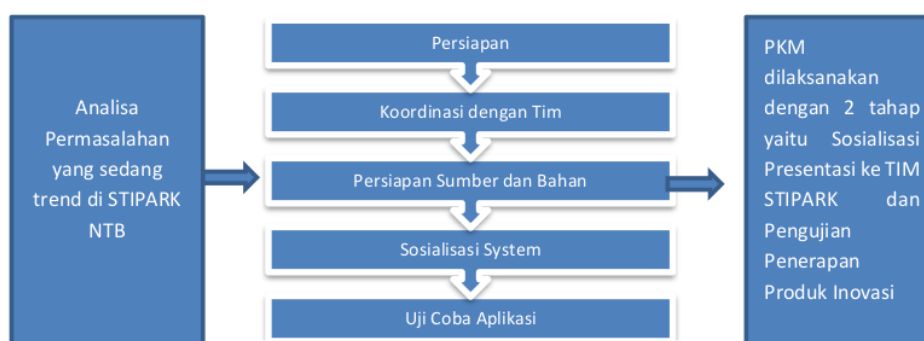 Analisa
Permasalahan
yang sedang
trend di STIPARK
NTB
Persiapan
Koordinasi dengan Tim
Persiapan Sumber dan Bahan
Sosialisasi System
Uji Coba Aplikasi
PKM
dilaksanakan
dengan 2 tahap
yaitu Sosialisasi
Presentasi ke TIM
STIPARK dan
Pengujian
Penerapan
Produk Inovasi